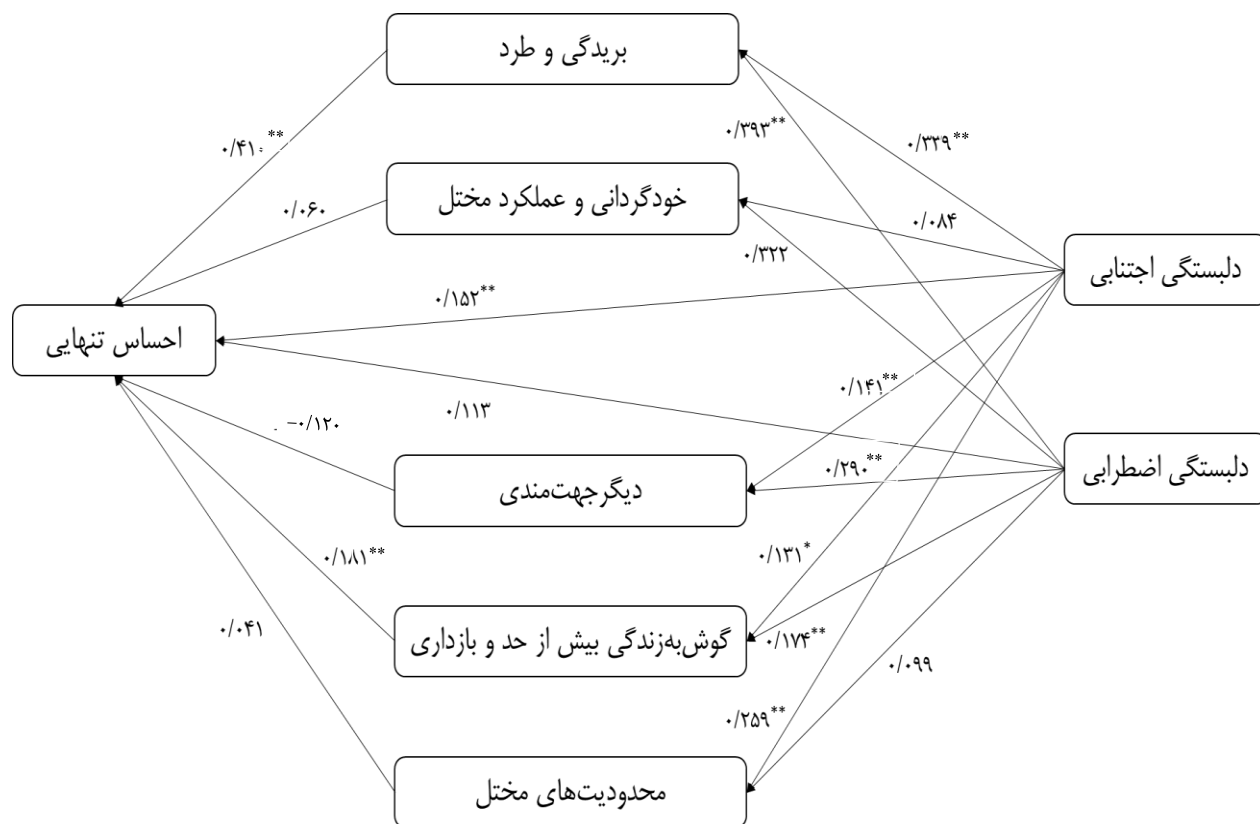 بریدگی و طرد
۰/۳۹۳**
۰/۳۳۹**
۰/۴۱۰**
خودگردانی و عملکرد مختل
۰/۰۶۰
۰/۰۸۴
۰/۳۲۲
دلبستگی اجتنابی
۰/۱۵۲**
احساس تنهایی
۰/۱۴۱**
۰/۱۱۳
-۰/۱۲۰
دلبستگی اضطرابی
۰/۲۹۰**
دیگرجهت‌مندی
۰/۱۸۱**
۰/۱۳۱*
۰/۰۴۱
گوش‌به‌زندگی بیش از حد و بازداری
۰/۱۷۴**
۰/۰۹۹
۰/۲۵۹**
محدودیت‌های مختل